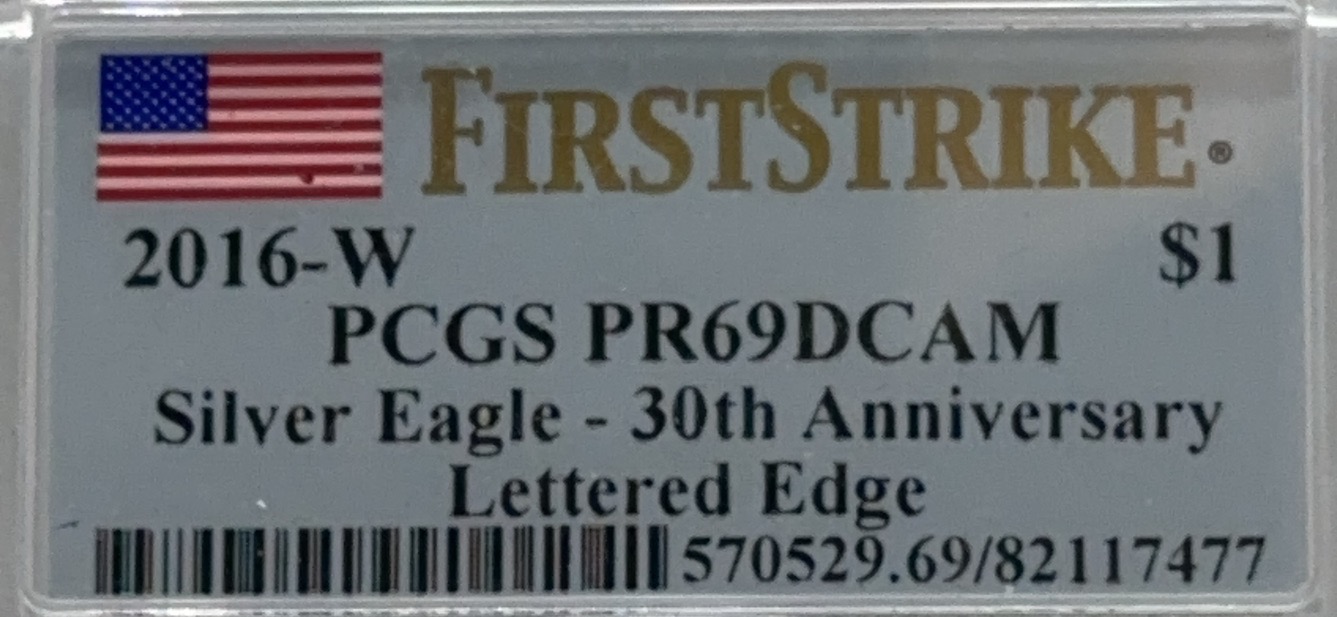 FIRSTSTRIKE®
2016-W $1
PCGS PR69DCAM
Silver Eagle - 30th Anniversary
Lettered Edge
570529.69/82117477